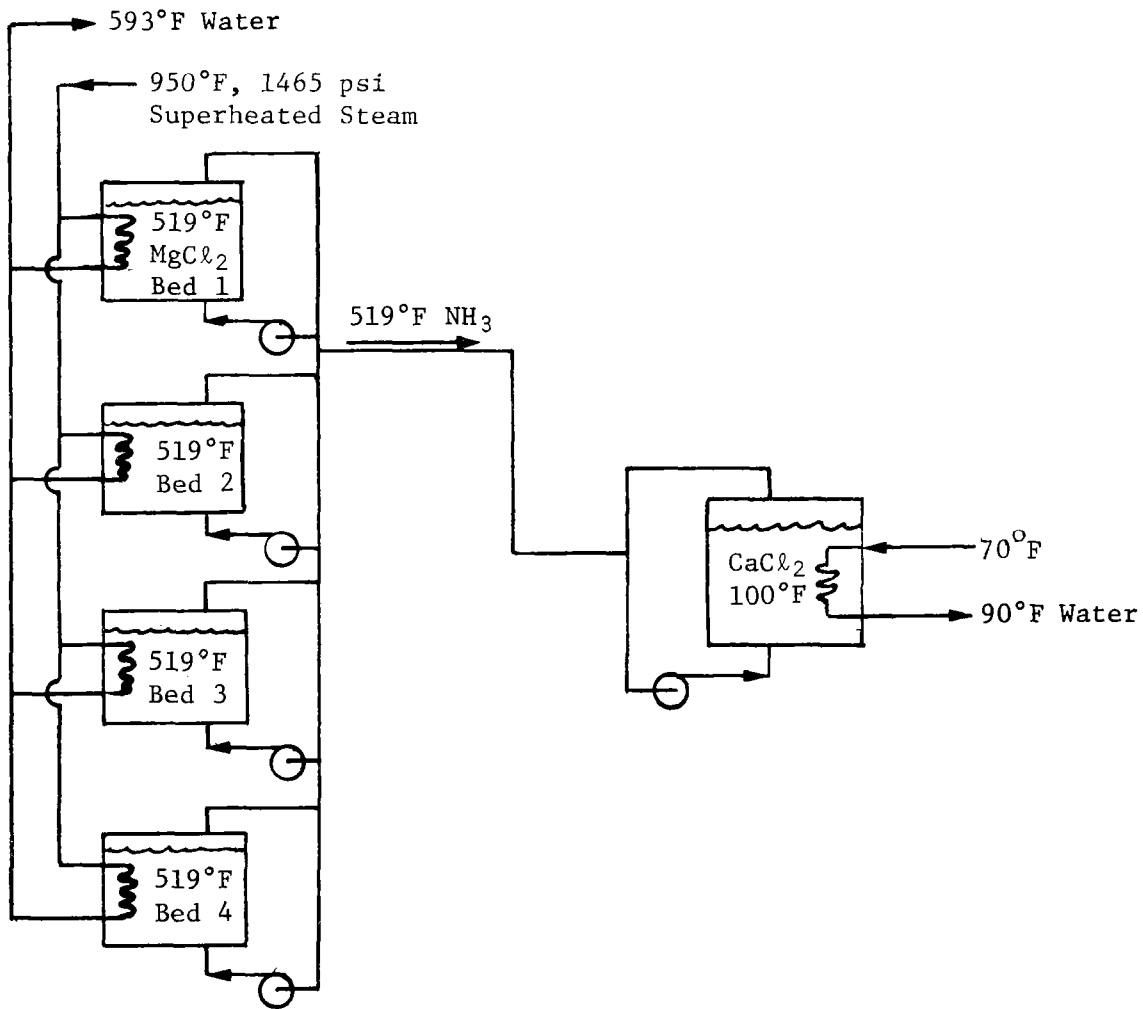 593°F Water
950°F, 1465 psi
Superheated Steam
519°F
MgCℓ₂
Bed 1
519°F NH₃
519°F
Bed 2
CaCℓ₂
100°F
70°F
90°F Water
519°F
Bed 3
519°F
Bed 4